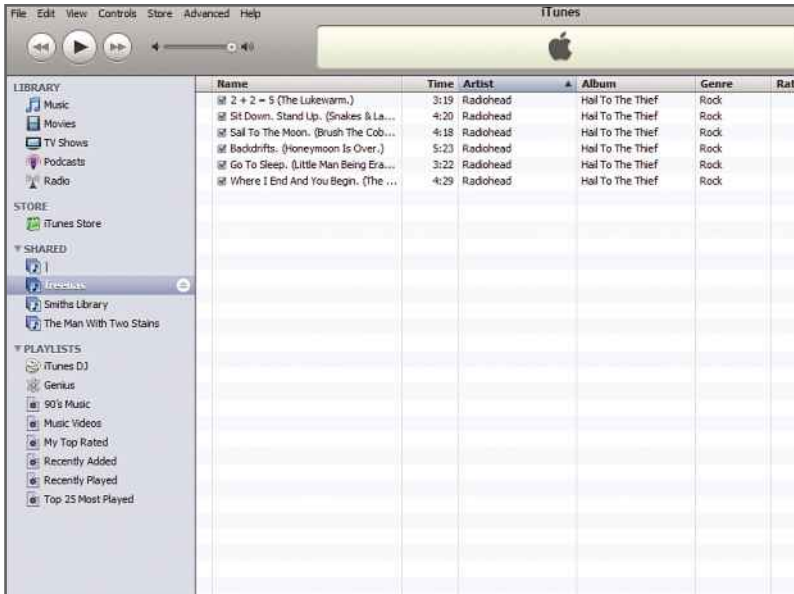 File Edit View Controls Store Advanced Help
iTunes
LIBRARY
Music
Movies
TV Shows
Podcasts
Radio
STORE
iTunes Store
SHARED
]
freenas
Smiths Library
The Man With Two Stains
PLAYLISTS
iTunes DJ
Genius
90's Music
Music Videos
My Top Rated
Recently Added
Recently Played
Top 25 Most Played
Name Time Artist Album Genre Rat
2 + 2 = 5 (The Lukewarm.) 3:19 Radiohead Hail To The Thief Rock
Sit Down. Stand Up. (Snakes & La... 4:20 Radiohead Hail To The Thief Rock
Sail To The Moon. (Brush The Cob... 4:18 Radiohead Hail To The Thief Rock
Backdrifts. (Honeymoon Is Over.) 5:23 Radiohead Hail To The Thief Rock
Go To Sleep. (Little Man Being Era... 3:22 Radiohead Hail To The Thief Rock
Where I End And You Begin. (The ... 4:29 Radiohead Hail To The Thief Rock